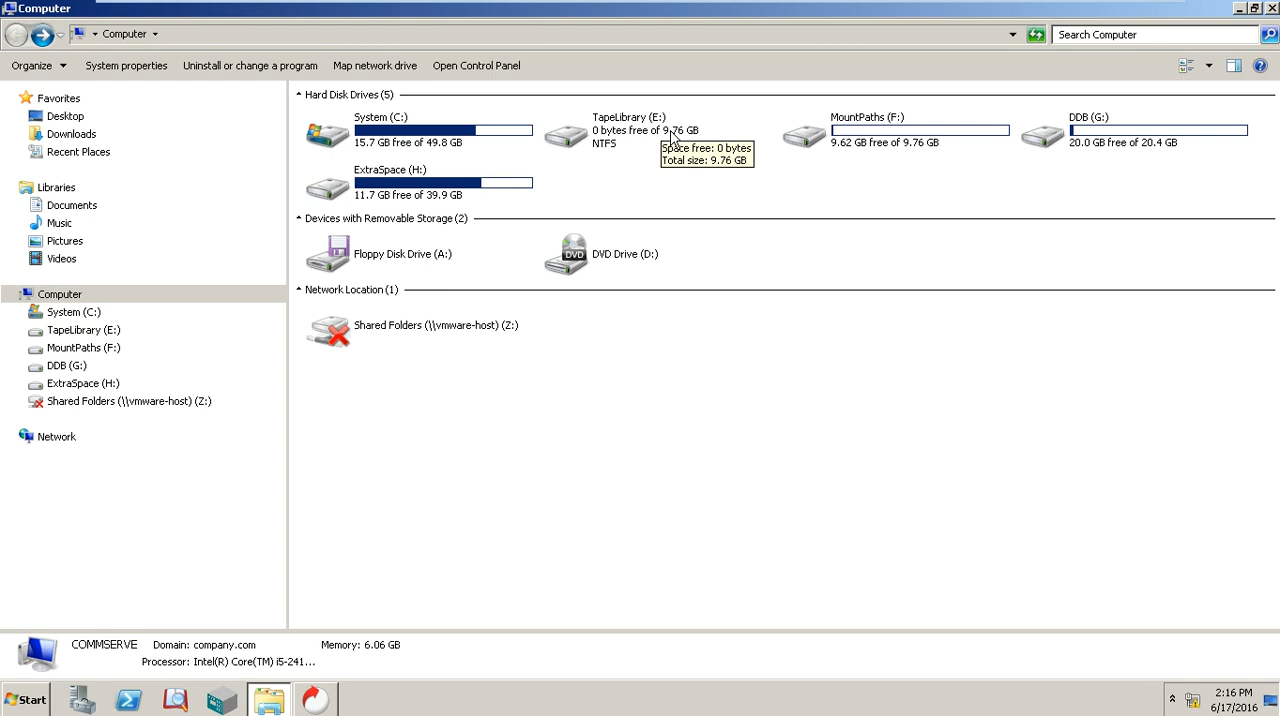 Computer
Computer
Search Computer
Organize
System properties
Uninstall or change a program
Map network drive
Open Control Panel
Favorites
Desktop
Downloads
Recent Places
Libraries
Documents
Music
Pictures
Videos
Computer
System (C:)
TapeLibrary (E:)
MountPaths (F:)
DDB (G:)
ExtraSpace (H:)
Shared Folders (\\vmware-host) (Z:)
Network
Hard Disk Drives (5)
System (C:)
15.7 GB free of 49.8 GB
TapeLibrary (E:)
0 bytes free of 9.76 GB
NTFS
Space free: 0 bytes
Total size: 9.76 GB
MountPaths (F:)
9.62 GB free of 9.76 GB
DDB (G:)
20.0 GB free of 20.4 GB
ExtraSpace (H:)
11.7 GB free of 39.9 GB
Devices with Removable Storage (2)
Floppy Disk Drive (A:)
DVD
DVD Drive (D:)
Network Location (1)
Shared Folders (\\vmware-host) (Z:)
COMMSERVE
Domain: company.com
Memory: 6.06 GB
Processor: Intel(R) Core(TM) i5-241...
Start
2:16 PM
6/17/2016